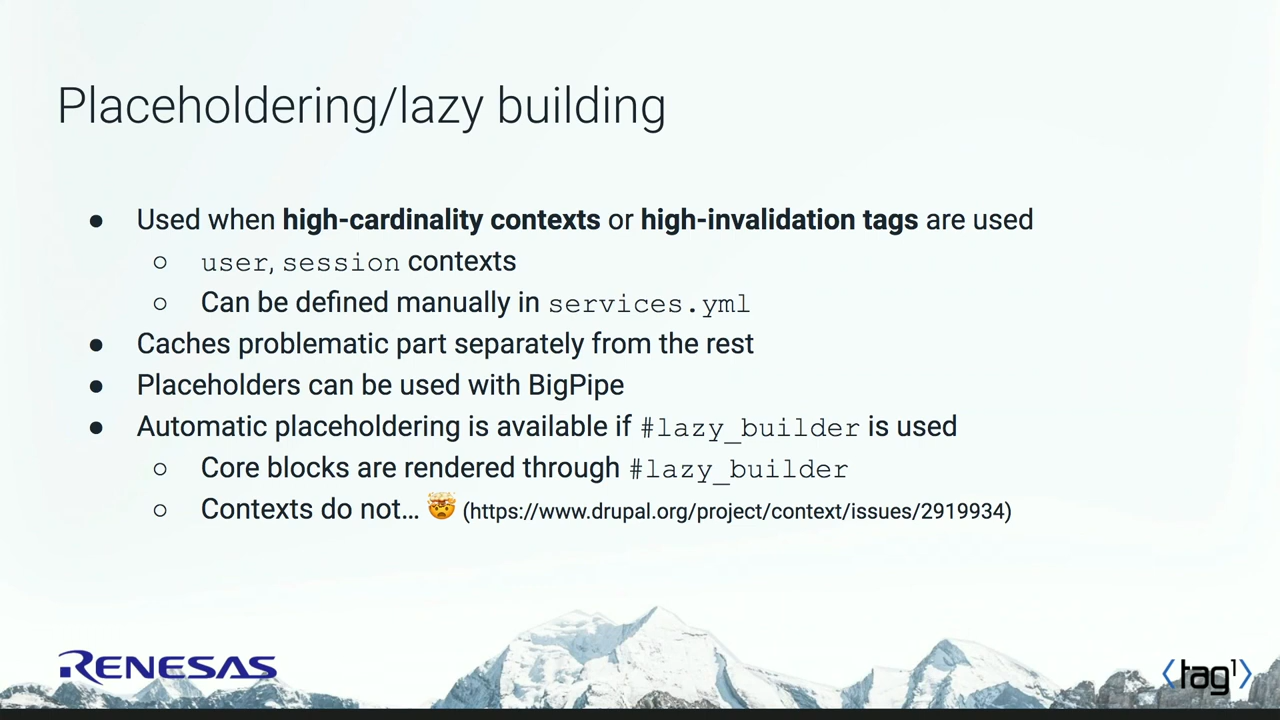 Placeholdering/lazy building
● Used when high-cardinality contexts or high-invalidation tags are used
○ user, session contexts
○ Can be defined manually in services.yml
● Caches problematic part separately from the rest
● Placeholders can be used with BigPipe
● Automatic placeholdering is available if #lazy_builder is used
○ Core blocks are rendered through #lazy_builder
○ Contexts do not... 🤯 (https://www.drupal.org/project/context/issues/2919934)
RENESAS
⟨tag1⟩